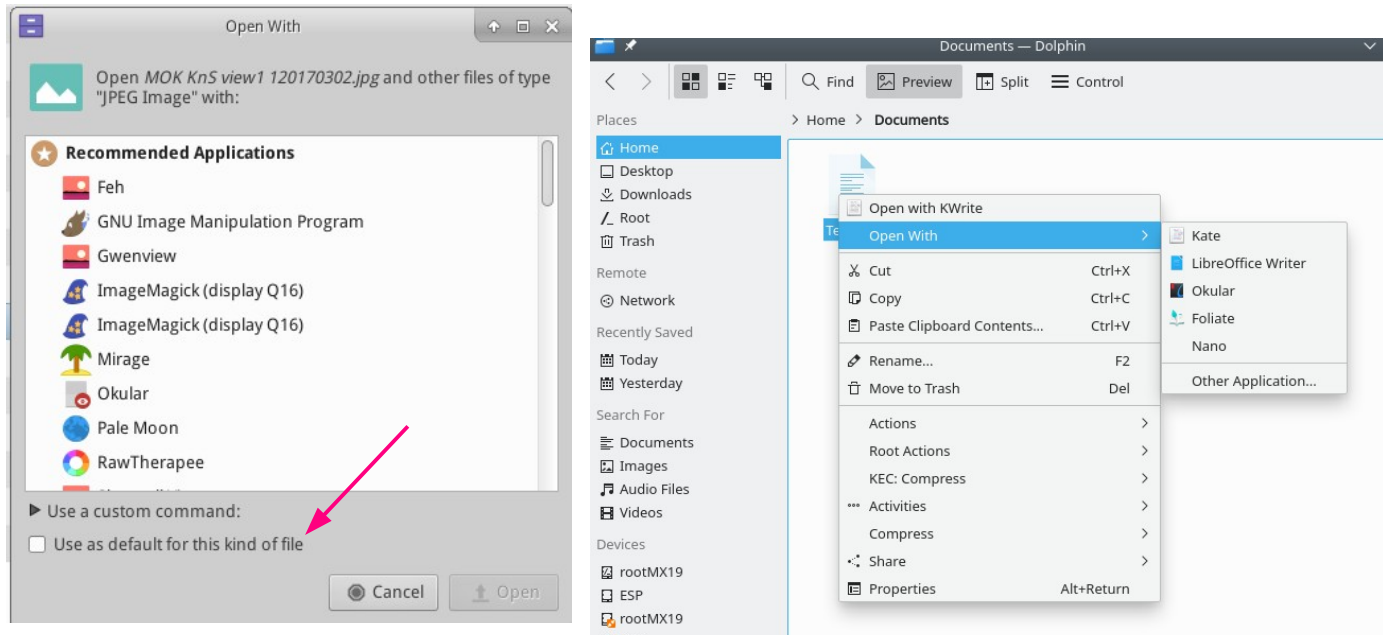 Open With
Open MOK KnS view1 120170302.jpg and other files of type
"JPEG Image" with:
Recommended Applications
Feh
GNU Image Manipulation Program
Gwenview
ImageMagick (display Q16)
ImageMagick (display Q16)
Mirage
Okular
Pale Moon
RawTherapee
Use a custom command:
Use as default for this kind of file
Cancel
Open
Documents — Dolphin
Find
Preview
Split
Control
Places
Home
Desktop
Downloads
Root
Trash
Remote
Network
Recently Saved
Today
Yesterday
Search For
Documents
Images
Audio Files
Videos
Devices
rootMX19
ESP
rootMX19
> Home > Documents
Te
Open with KWrite
Open With
Cut Ctrl+X
Copy Ctrl+C
Paste Clipboard Contents... Ctrl+V
Rename... F2
Move to Trash Del
Actions
Root Actions
KEC: Compress
Activities
Compress
Share
Properties Alt+Return
Kate
LibreOffice Writer
Okular
Foliate
Nano
Other Application...